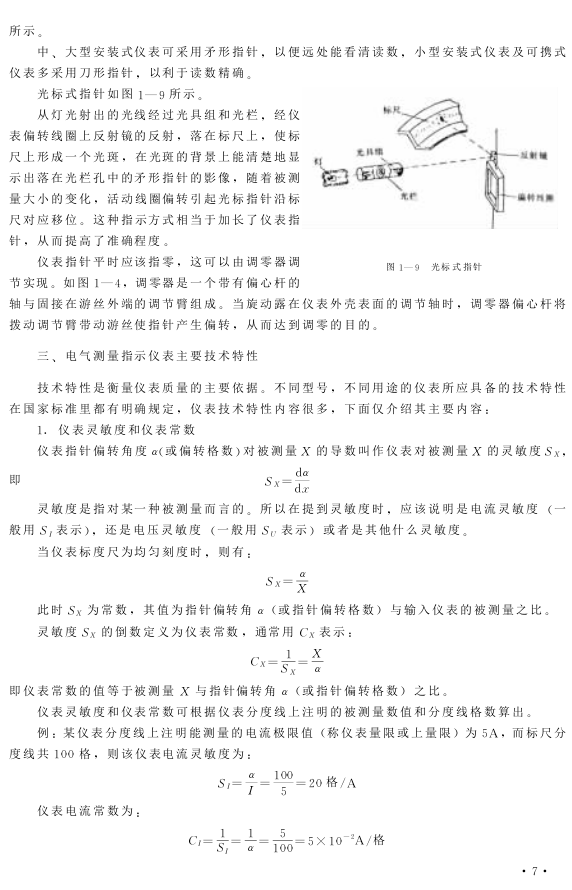 所示。
中、大型安装式仪表可采用矛形指针，以便远处能看清读数，小型安装式仪表及可携式
仪表多采用刀形指针，以利于读数精确。
光标式指针如图 1—9 所示。
从灯光射出的光线经过光具组和光栏，经仪
表偏转线圈上反射镜的反射，落在标尺上，使标
尺上形成一个光斑，在光斑的背景上能清楚地显
示出落在光栏孔中的矛形指针的影像，随着被测
量大小的变化，活动线圈偏转引起光标指针沿标
尺对应移位。这种指示方式相当于加长了仪表指
针，从而提高了准确程度。
标尺
光具组
灯
光栏
反射镜
偏转线圈
图 1—9 光标式指针
仪表指针平时应该指零，这可以由调零器调
节实现。如图 1—4，调零器是一个带有偏心杆的
轴与固接在游丝外端的调节臂组成。当旋动露在仪表外壳表面的调节轴时，调零器偏心杆将
拨动调节臂带动游丝使指针产生偏转，从而达到调零的目的。
三、电气测量指示仪表主要技术特性
技术特性是衡量仪表质量的主要依据。不同型号，不同用途的仪表所应具备的技术特性
在国家标准里都有明确规定，仪表技术特性内容很多，下面仅介绍其主要内容：
1. 仪表灵敏度和仪表常数
仪表指针偏转角度 α(或偏转格数)对被测量 X 的导数叫作仪表对被测量 X 的灵敏度 S_X，
即 S_X=dα/dx
灵敏度是指对某一种被测量而言的。所以在提到灵敏度时，应该说明是电流灵敏度（一
般用 S_I 表示），还是电压灵敏度（一般用 S_U 表示）或者是其他什么灵敏度。
当仪表标度尺为均匀刻度时，则有：
S_X=α/X
此时 S_X 为常数，其值为指针偏转角 α（或指针偏转格数）与输入仪表的被测量之比。
灵敏度 S_X 的倒数定义为仪表常数，通常用 C_X 表示：
C_X=1/S_X=X/α
即仪表常数的值等于被测量 X 与指针偏转角 α（或指针偏转格数）之比。
仪表灵敏度和仪表常数可根据仪表分度线上注明的被测量数值和分度线格数算出。
例：某仪表分度线上注明能测量的电流极限值（称仪表量限或上量限）为 5A，而标尺分
度线共 100 格，则该仪表电流灵敏度为：
S_I=α/I=100/5=20 格/A
仪表电流常数为：
C_I=1/S_I=1/α=5/100=5×10⁻²A/格
·7·